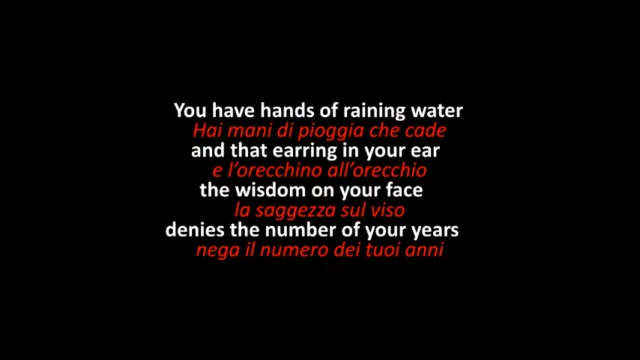 You have hands of raining water
Hai mani di pioggia che cade
and that earring in your ear
e l'orecchino all'orecchio
the wisdom on your face
la saggezza sul viso
denies the number of your years
nega il numero dei tuoi anni